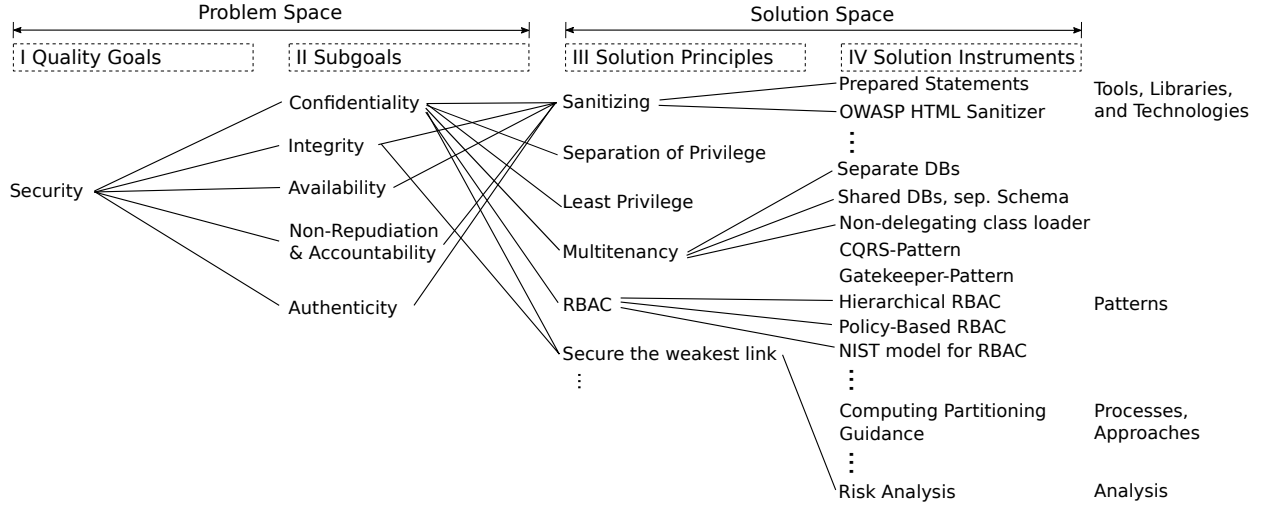 Problem Space
Solution Space
I Quality Goals
II Subgoals
III Solution Principles
IV Solution Instruments
Security
Confidentiality
Integrity
Availability
Non-Repudiation
& Accountability
Authenticity
Sanitizing
Separation of Privilege
Least Privilege
Multitenancy
RBAC
Secure the weakest link
Prepared Statements
OWASP HTML Sanitizer
Separate DBs
Shared DBs, sep. Schema
Non-delegating class loader
CQRS-Pattern
Gatekeeper-Pattern
Hierarchical RBAC
Policy-Based RBAC
NIST model for RBAC
Computing Partitioning
Guidance
Risk Analysis
Tools, Libraries,
and Technologies
Patterns
Processes,
Approaches
Analysis